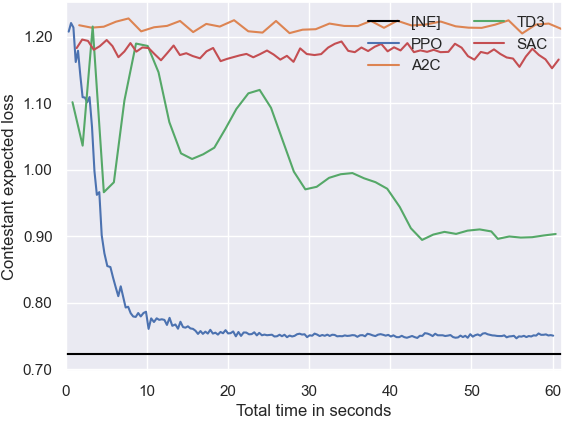 Contestant expected loss
1.20
1.10
1.00
0.90
0.80
0.70
[NE]
PPO
A2C
TD3
SAC
0 10 20 30 40 50 60
Total time in seconds